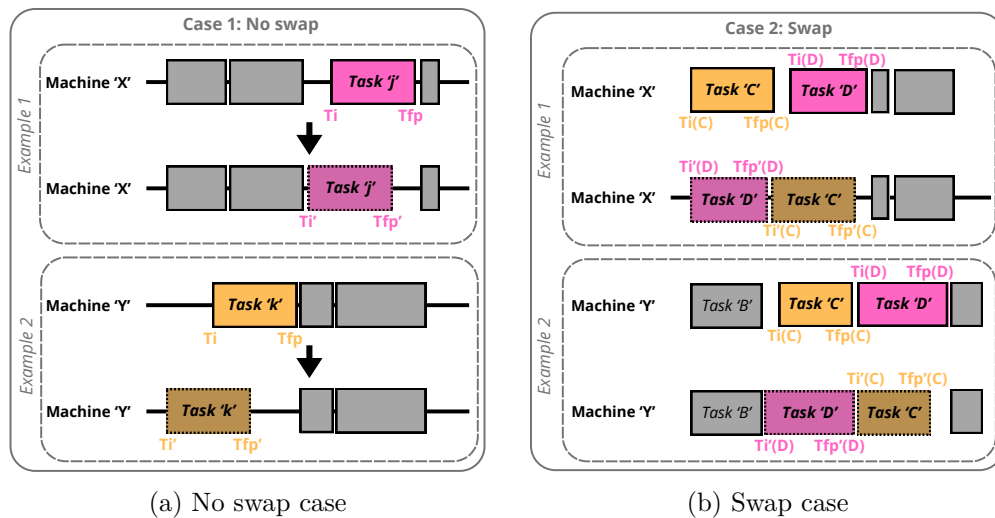 Case 1: No swap
Example 1
Machine ‘X’
Task ‘j’
Ti
Tfp
Machine ‘X’
Task ‘j’
Ti’
Tfp’
Example 2
Machine ‘Y’
Task ‘k’
Ti
Tfp
Machine ‘Y’
Task ‘k’
Ti’
Tfp’
(a) No swap case
Case 2: Swap
Example 1
Ti(D) Tfp(D)
Machine ‘X’
Task ‘C’
Task ‘D’
Ti(C) Tfp(C)
Ti’(D) Tfp’(D)
Machine ‘X’
Task ‘D’
Task ‘C’
Ti’(C) Tfp’(C)
Example 2
Ti(D) Tfp(D)
Machine ‘Y’
Task ‘B’
Task ‘C’
Task ‘D’
Ti(C) Tfp(C)
Ti’(C) Tfp’(C)
Machine ‘Y’
Task ‘B’
Task ‘D’
Task ‘C’
Ti’(D) Tfp’(D)
(b) Swap case